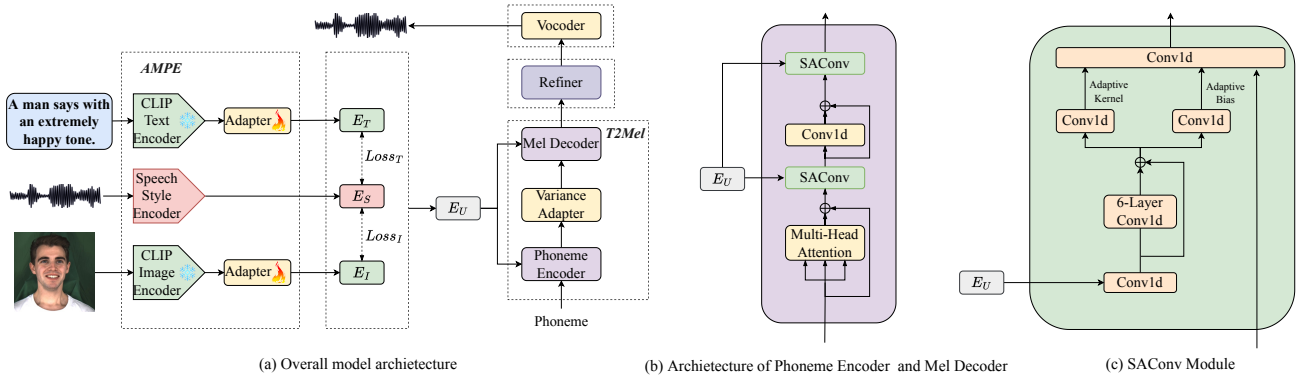 AMPE
A man says with
an extremely
happy tone.
CLIP
Text
Encoder
Adapter
E_T
Loss_T
Speech
Style
Encoder
E_S
Loss_I
CLIP
Image
Encoder
Adapter
E_I
E_U
Vocoder
Refiner
T2Mel
Mel Decoder
Variance
Adapter
Phoneme
Encoder
Phoneme
(a) Overall model archietecture
SAConv
Conv1d
E_U
SAConv
Multi-Head
Attention
(b) Archietecture of Phoneme Encoder and Mel Decoder
Conv1d
Adaptive
Kernel
Adaptive
Bias
Conv1d
Conv1d
6-Layer
Conv1d
E_U
Conv1d
(c) SAConv Module